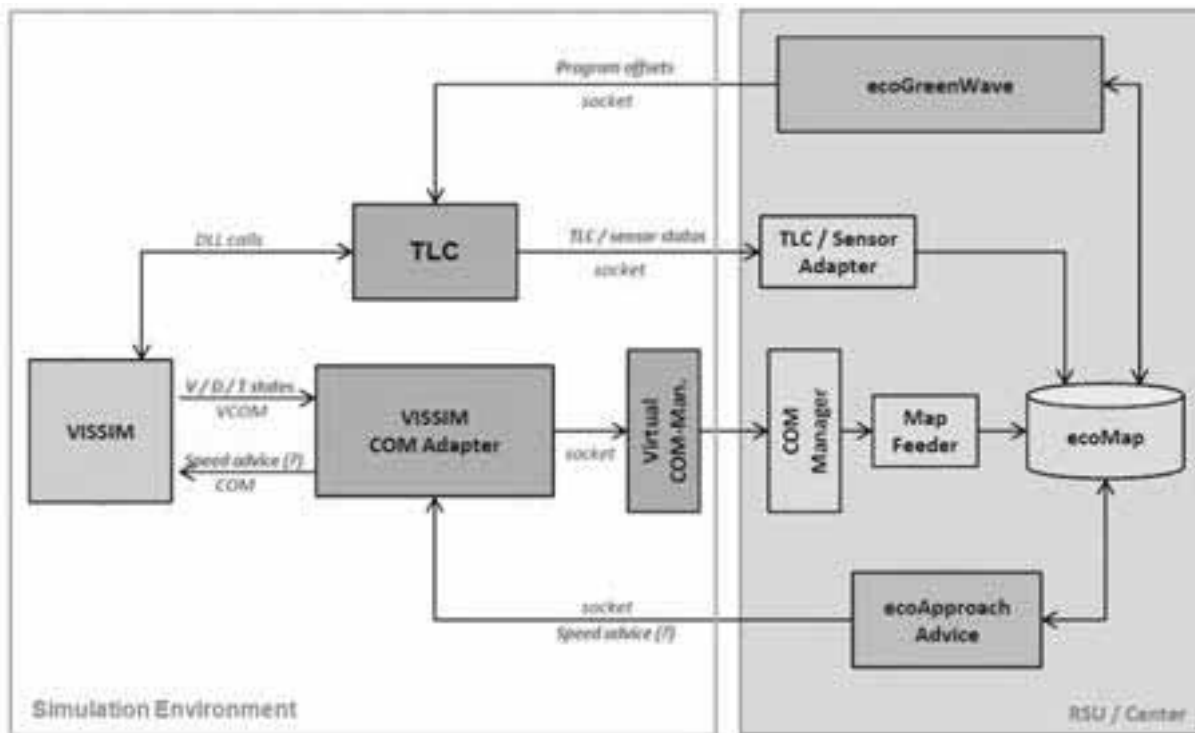 Program offsets
socket
ecoGreenWave
DLL calls
TLC
TLC / sensor status
socket
TLC / Sensor
Adapter
VISSIM
V / D / T states
VCOM
Speed advice (?)
COM
VISSIM
COM Adapter
socket
Virtual
COM-Man.
COM
Manager
Map
Feeder
ecoMap
socket
Speed advice (?)
ecoApproach
Advice
Simulation Environment
RSU / Center